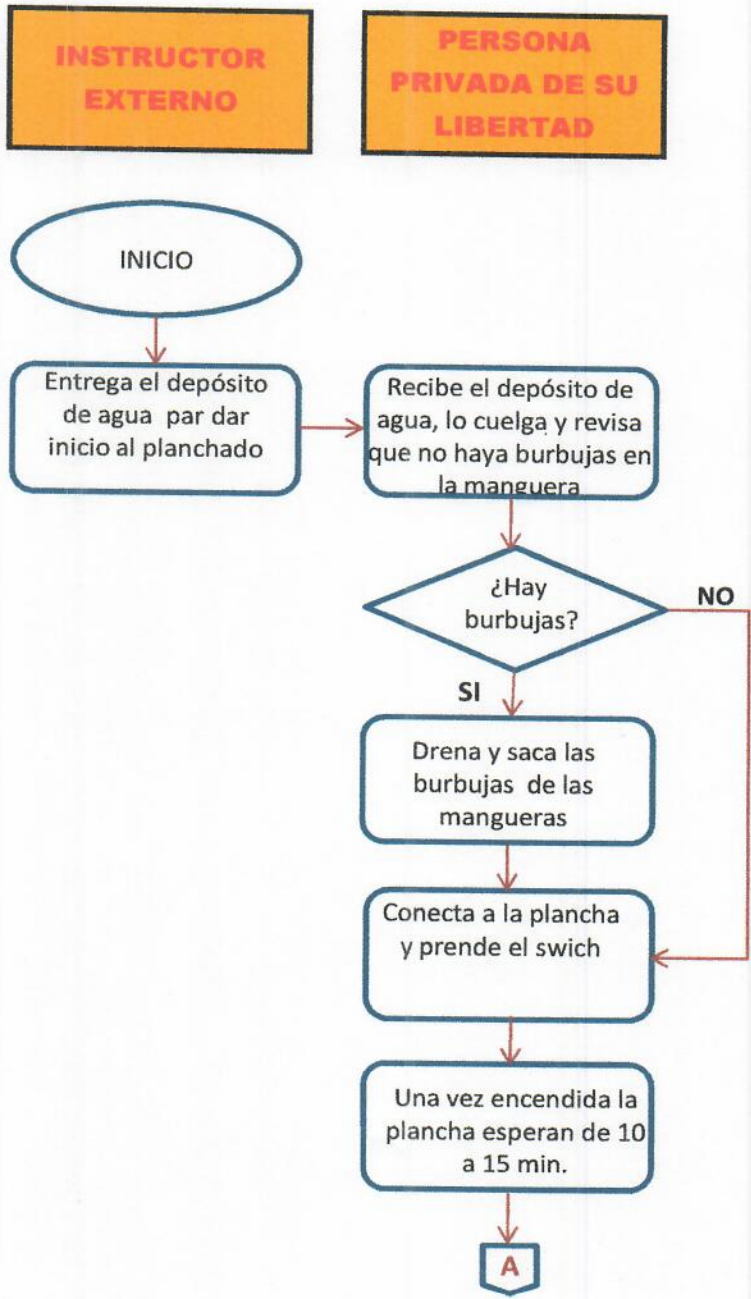 INSTRUCTOR
EXTERNO
PERSONA
PRIVADA DE SU
LIBERTAD
INICIO
Entrega el depósito
de agua par dar
inicio al planchado
Recibe el depósito de
agua, lo cuelga y revisa
que no haya burbujas en
la manguera
¿Hay
burbujas?
NO
SI
Drena y saca las
burbujas de las
mangueras
Conecta a la plancha
y prende el swich
Una vez encendida la
plancha esperan de 10
a 15 min.
A